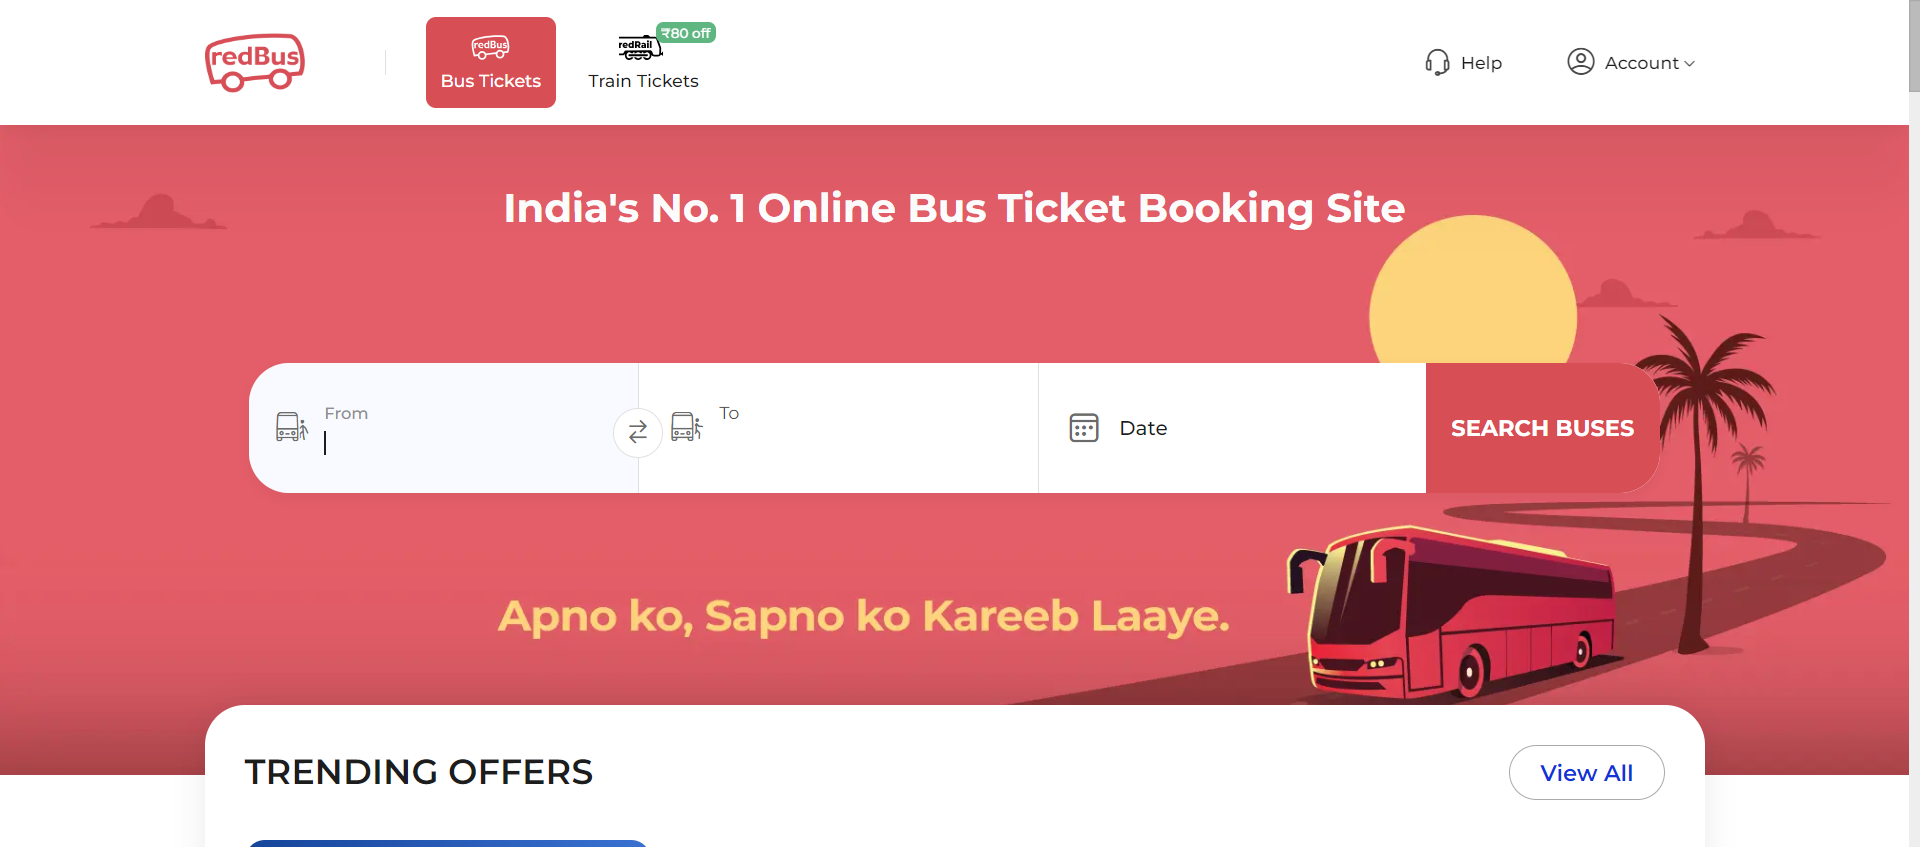 redBus
redBus
Bus Tickets
redRail
₹80 off
Train Tickets
Help
Account
India's No. 1 Online Bus Ticket Booking Site
From
To
Date
SEARCH BUSES
Apno ko, Sapno ko Kareeb Laaye.
TRENDING OFFERS
View All